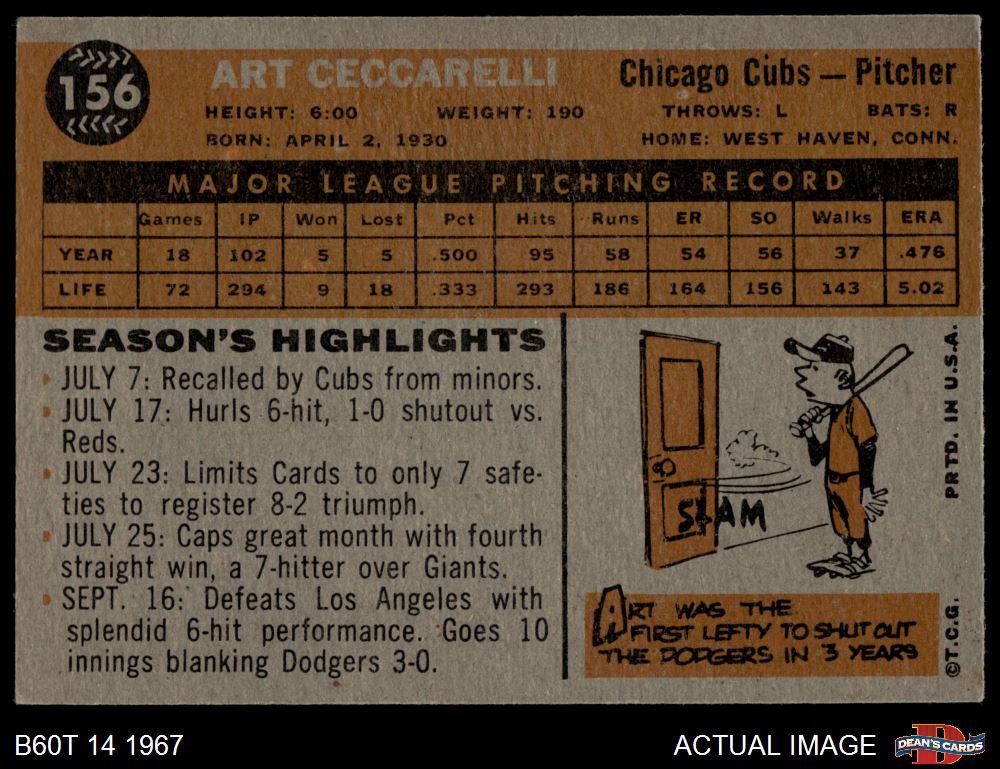 156
ART CECCARELLI
Chicago Cubs — Pitcher
HEIGHT: 6:00 WEIGHT: 190 THROWS: L BATS: R
BORN: APRIL 2, 1930 HOME: WEST HAVEN, CONN.
MAJOR LEAGUE PITCHING RECORD
Games IP Won Lost Pct Hits Runs ER SO Walks ERA
YEAR 18 102 5 5 .500 95 58 54 56 37 .476
LIFE 72 294 9 18 .333 293 186 164 156 143 5.02
SEASON'S HIGHLIGHTS
• JULY 7: Recalled by Cubs from minors.
• JULY 17: Hurls 6-hit, 1-0 shutout vs.
Reds.
• JULY 23: Limits Cards to only 7 safe-
ties to register 8-2 triumph.
• JULY 25: Caps great month with fourth
straight win, a 7-hitter over Giants.
• SEPT. 16: Defeats Los Angeles with
splendid 6-hit performance. Goes 10
innings blanking Dodgers 3-0.
SLAM
ART WAS THE
FIRST LEFTY TO SHUT OUT
THE DODGERS IN 3 YEARS
©T.C.G. PRTD. IN U.S.A.
B60T 14 1967
ACTUAL IMAGE
D
DEAN'S CARDS